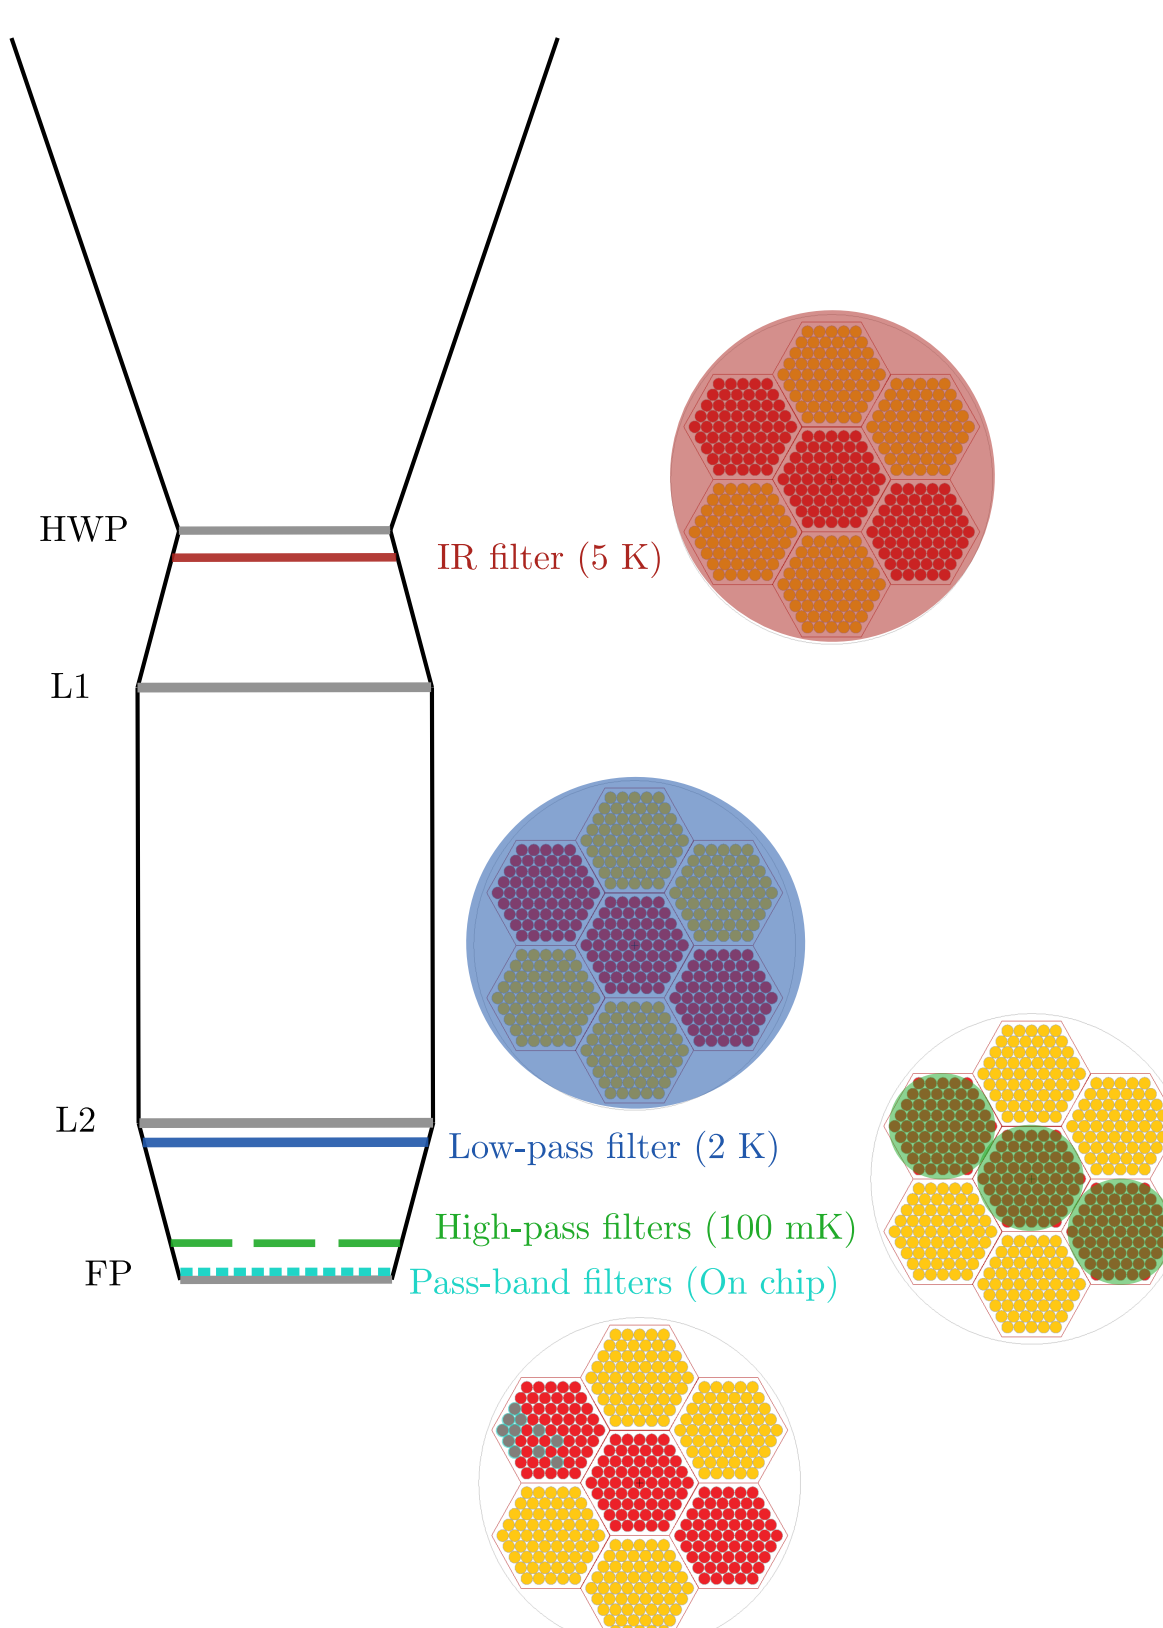 HWP
IR filter (5 K)
L1
L2
Low-pass filter (2 K)
High-pass filters (100 mK)
FP
Pass-band filters (On chip)